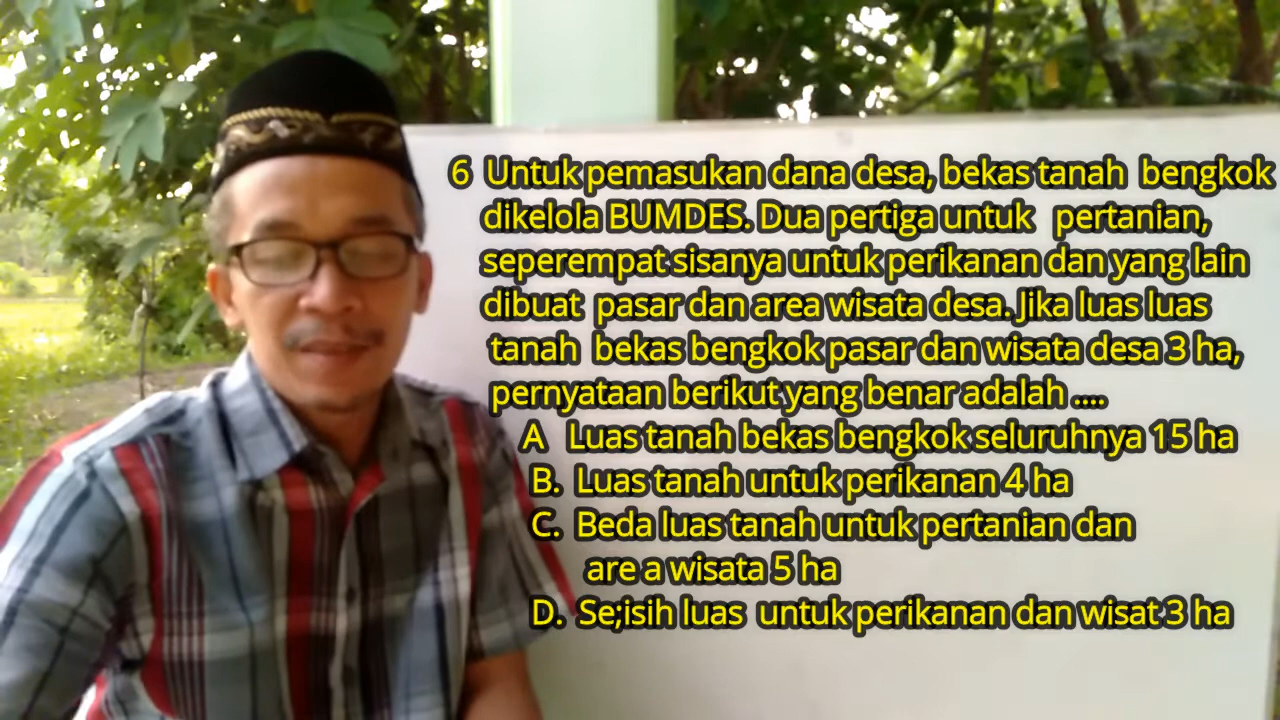 6 Untuk pemasukan dana desa, bekas tanah bengkok
dikelola BUMDES. Dua pertiga untuk pertanian,
seperempat sisanya untuk perikanan dan yang lain
dibuat pasar dan area wisata desa. Jika luas luas
tanah bekas bengkok pasar dan wisata desa 3 ha,
pernyataan berikut yang benar adalah ....
A Luas tanah bekas bengkok seluruhnya 15 ha
B. Luas tanah untuk perikanan 4 ha
C. Beda luas tanah untuk pertanian dan
are a wisata 5 ha
D. Se;isih luas untuk perikanan dan wisat 3 ha